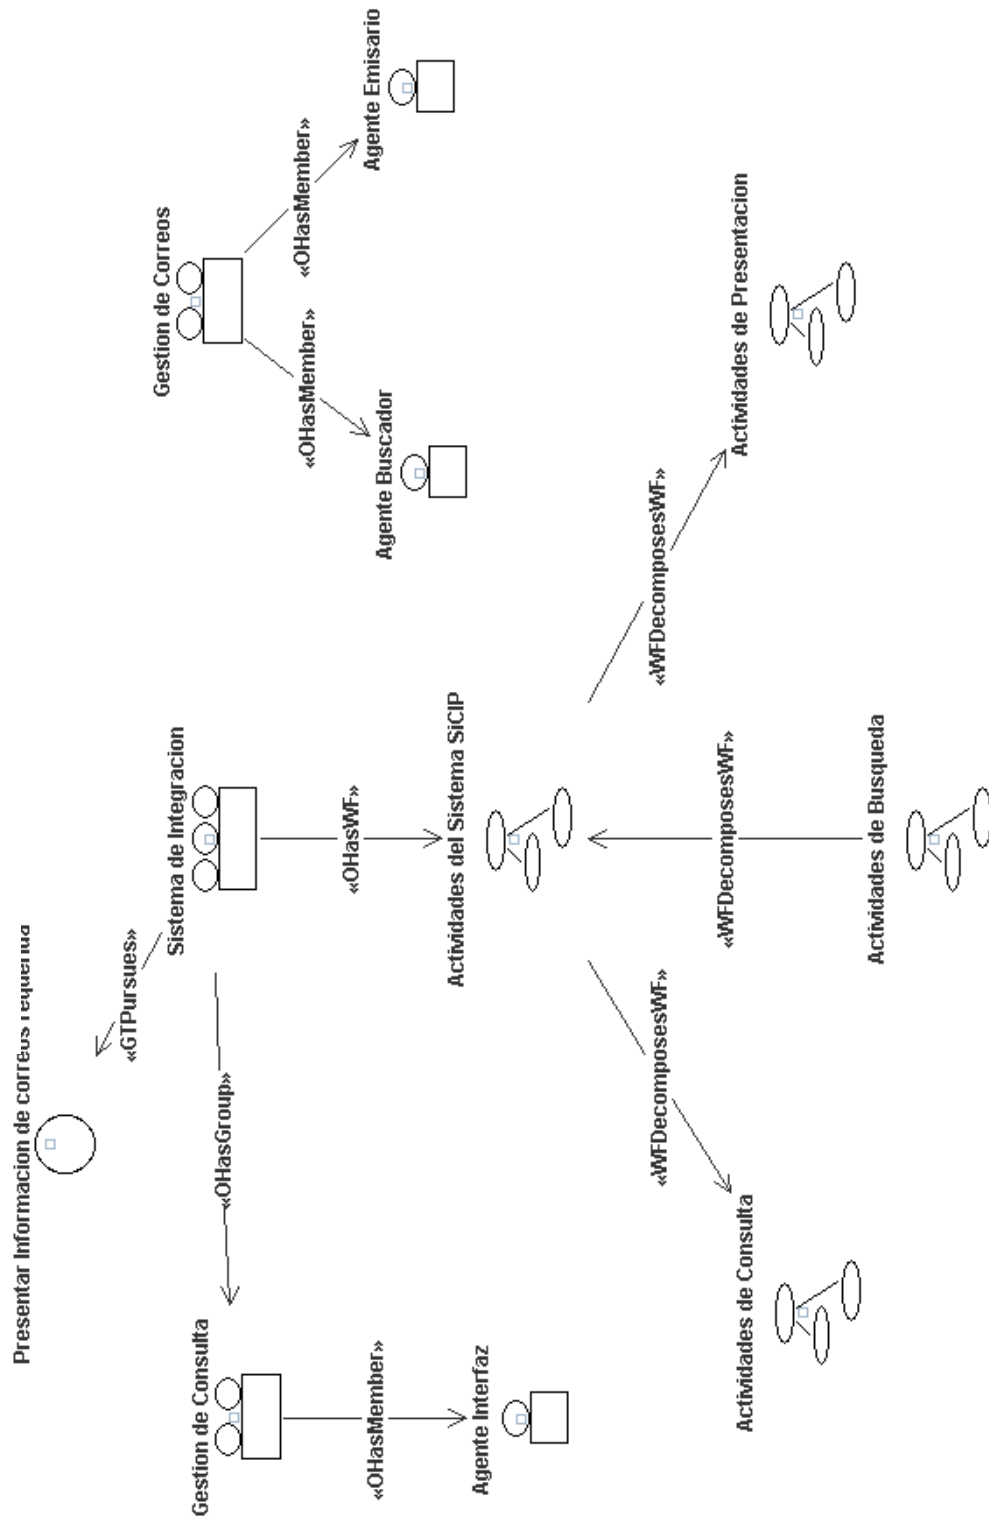 Presentar Informacion de correos
«GTPursues»
Gestion de Correos
Sistema de Integracion
Gestion de Consulta
«OHasGroup»
«OHasMember»
«OHasMember»
«OHasWF»
Agente Emisario
«OHasMember»
Agente Buscador
Actividades del Sistema SiCIP
Agente Interfaz
«WFDecomposesWF»
«WFDecomposesWF»
«WFDecomposesWF»
Actividades de Presentacion
Actividades de Consulta
Actividades de Busqueda